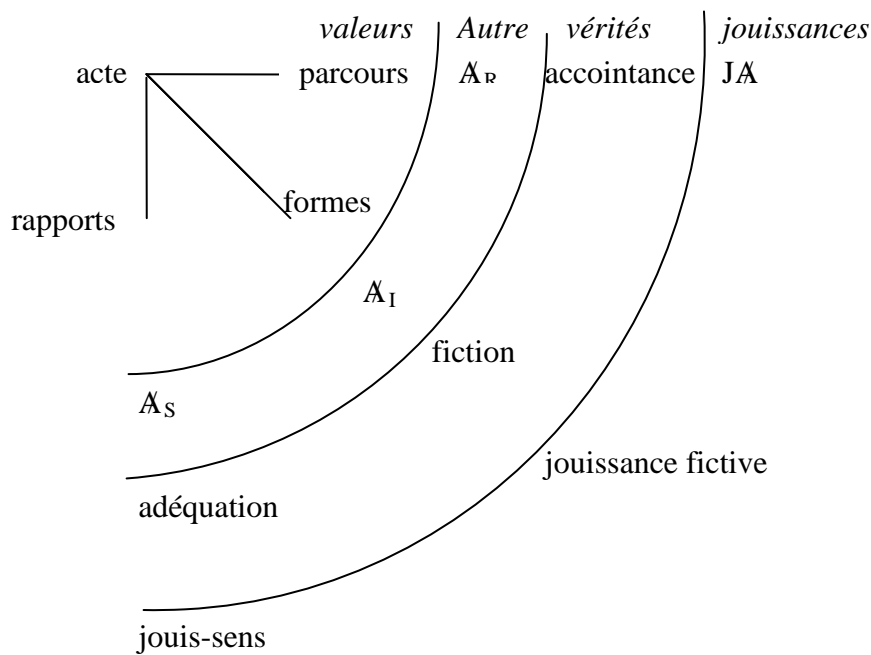 valeurs Autre vérités jouissances
acte parcours A̸R accointance JA̸
formes
rapports
A̸I
fiction
A̸S
jouissance fictive
adéquation
jouis-sens